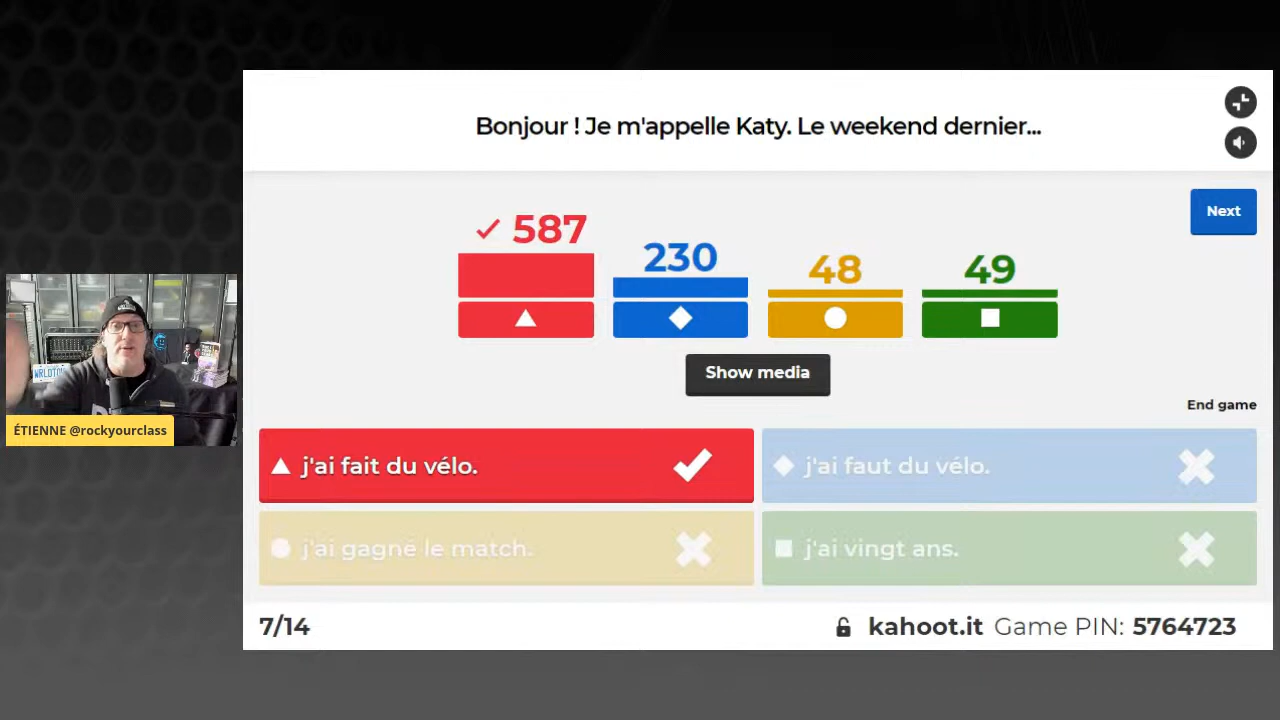 Bonjour ! Je m'appelle Katy. Le weekend dernier...
Next
587
230
48
49
Show media
End game
j'ai fait du vélo.
j'ai faut du vélo.
j'ai gagné le match.
j'ai vingt ans.
ÉTIENNE @rockyourclass
7/14
kahoot.it Game PIN: 5764723